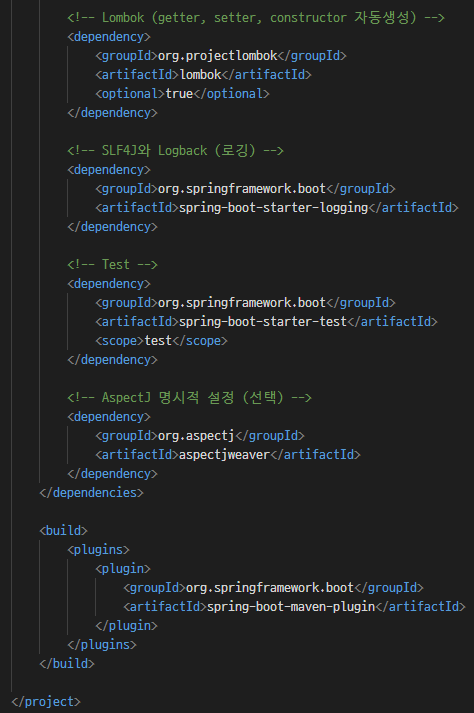 <!-- Lombok (getter, setter, constructor 자동생성) -->
<dependency>
<groupId>org.projectlombok</groupId>
<artifactId>lombok</artifactId>
<optional>true</optional>
</dependency>
<!-- SLF4J와 Logback (로깅) -->
<dependency>
<groupId>org.springframework.boot</groupId>
<artifactId>spring-boot-starter-logging</artifactId>
</dependency>
<!-- Test -->
<dependency>
<groupId>org.springframework.boot</groupId>
<artifactId>spring-boot-starter-test</artifactId>
<scope>test</scope>
</dependency>
<!-- AspectJ 명시적 설정 (선택) -->
<dependency>
<groupId>org.aspectj</groupId>
<artifactId>aspectjweaver</artifactId>
</dependency>
</dependencies>
<build>
<plugins>
<plugin>
<groupId>org.springframework.boot</groupId>
<artifactId>spring-boot-maven-plugin</artifactId>
</plugin>
</plugins>
</build>
</project>